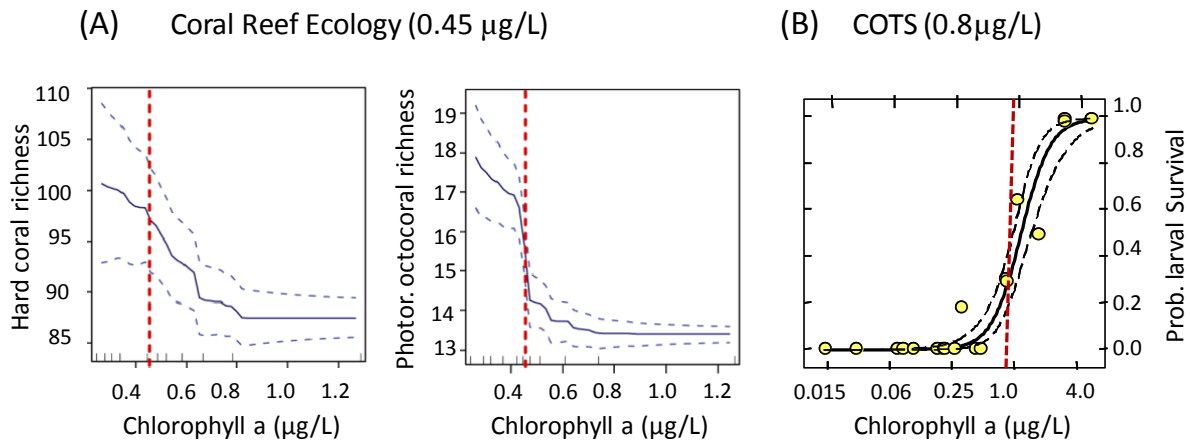 (A) Coral Reef Ecology (0.45 µg/L)
(B) COTS (0.8µg/L)
Hard coral richness
110
105
100
95
90
85
0.4 0.6 0.8 1.0 1.2
Chlorophyll a (µg/L)
Photor. octocoral richness
19
18
17
16
15
14
13
0.4 0.6 0.8 1.0 1.2
Chlorophyll a (µg/L)
1.0
0.8
0.6
0.4
0.2
0.0
Prob. larval Survival
0.015 0.06 0.25 1.0 4.0
Chlorophyll a (µg/L)